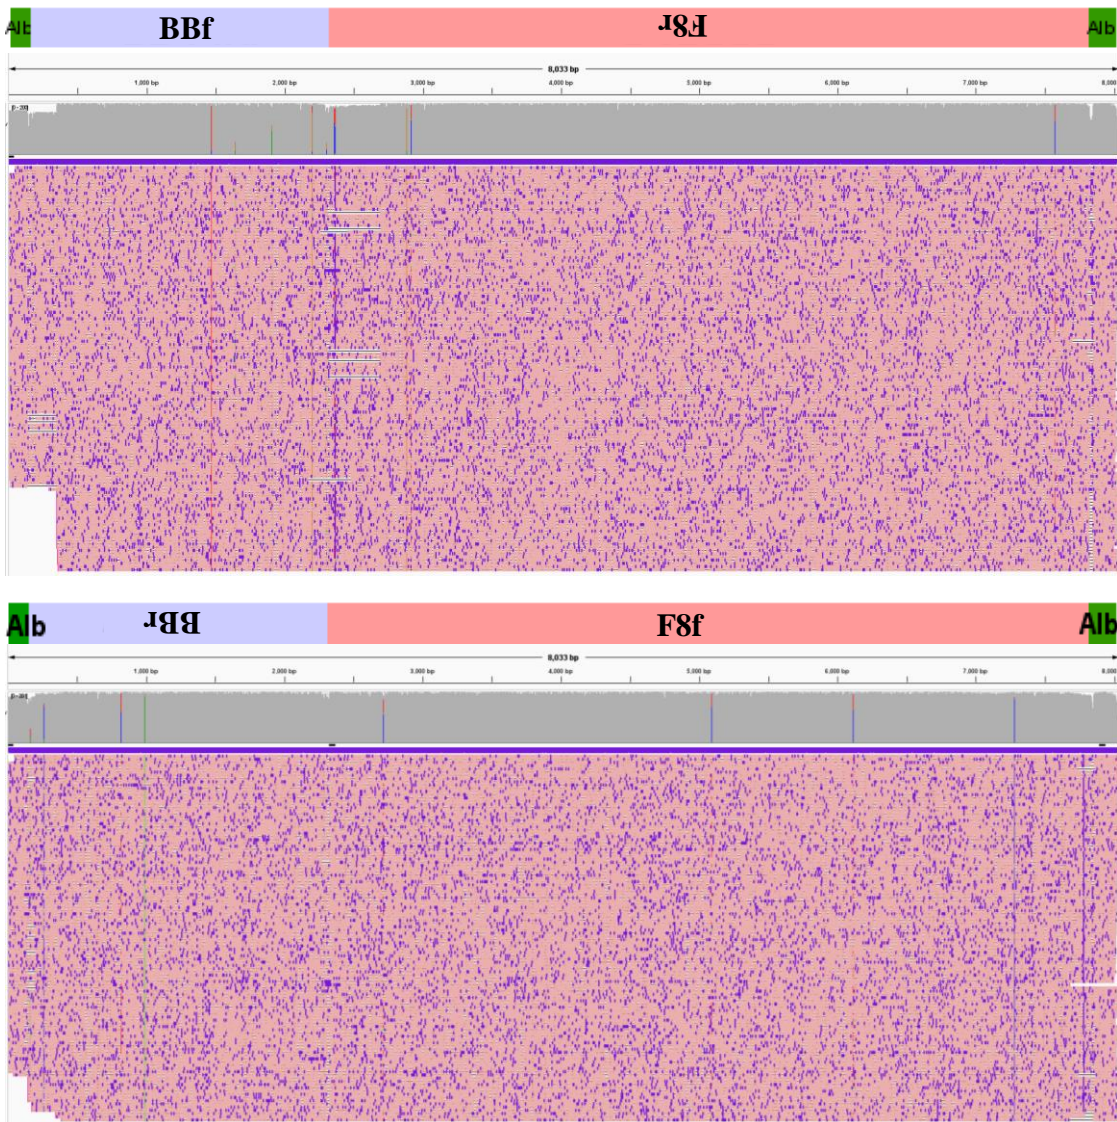 Alb BBf F8r Alb
8,033 bp
1,000 bp 2,000 bp 3,000 bp 4,000 bp 5,000 bp 6,000 bp 7,000 bp 8,000
Alb BBr F8f Alb
8,033 bp
1,000 bp 2,000 bp 3,000 bp 4,000 bp 5,000 bp 6,000 bp 7,000 bp 8,00